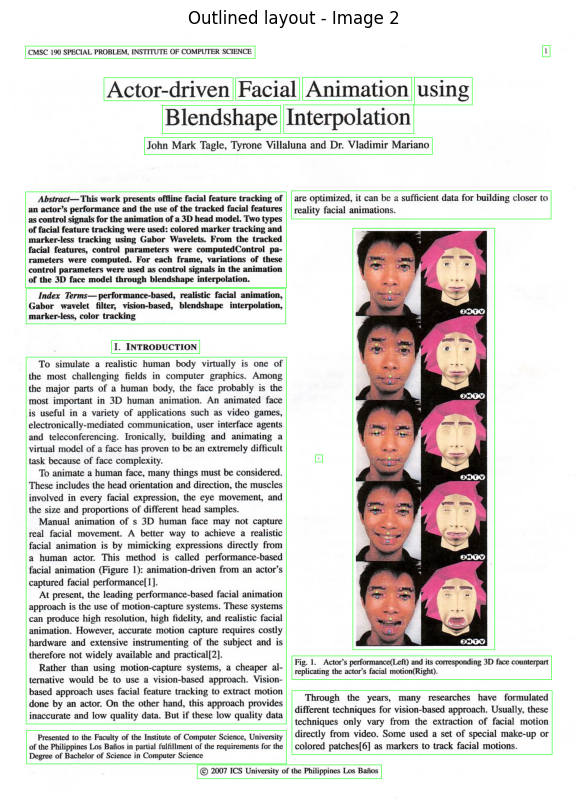 Outlined layout - Image 2
CMSC 190 SPECIAL PROBLEM, INSTITUTE OF COMPUTER SCIENCE
1
Actor-driven Facial Animation using
Blendshape Interpolation
John Mark Tagle, Tyrone Villaluna and Dr. Vladimir Mariano
Abstract—This work presents offline facial feature tracking of
an actor's performance and the use of the tracked facial features
as control signals for the animation of a 3D head model. Two types
of facial feature tracking were used: colored marker tracking and
marker-less tracking using Gabor Wavelets. From the tracked
facial features, control parameters were computedControl pa-
rameters were computed. For each frame, variations of these
control parameters were used as control signals in the animation
of the 3D face model through blendshape interpolation.
Index Terms—performance-based, realistic facial animation,
Gabor wavelet filter, vision-based, blendshape interpolation,
marker-less, color tracking
I. INTRODUCTION
To simulate a realistic human body virtually is one of
the most challenging fields in computer graphics. Among
the major parts of a human body, the face probably is the
most important in 3D human animation. An animated face
is useful in a variety of applications such as video games,
electronically-mediated communication, user interface agents
and teleconferencing. Ironically, building and animating a
virtual model of a face has proven to be an extremely difficult
task because of face complexity.
To animate a human face, many things must be considered.
These includes the head orientation and direction, the muscles
involved in every facial expression, the eye movement, and
the size and proportions of different head samples.
Manual animation of s 3D human face may not capture
real facial movement. A better way to achieve a realistic
facial animation is by mimicking expressions directly from
a human actor. This method is called performance-based
facial animation (Figure 1): animation-driven from an actor's
captured facial performance[1].
At present, the leading performance-based facial animation
approach is the use of motion-capture systems. These systems
can produce high resolution, high fidelity, and realistic facial
animation. However, accurate motion capture requires costly
hardware and extensive instrumenting of the subject and is
therefore not widely available and practical[2].
Rather than using motion-capture systems, a cheaper al-
ternative would be to use a vision-based approach. Vision-
based approach uses facial feature tracking to extract motion
done by an actor. On the other hand, this approach provides
inaccurate and low quality data. But if these low quality data
Presented to the Faculty of the Institute of Computer Science, University
of the Philippines Los Baños in partial fulfillment of the requirements for the
Degree of Bachelor of Science in Computer Science
are optimized, it can be a sufficient data for building closer to
reality facial animations.
JMTV
JMTV
JMTV
JMTV
JMTV
Fig. 1. Actor's performance(Left) and its corresponding 3D face counterpart
replicating the actor's facial motion(Right).
Through the years, many researches have formulated
different techniques for vision-based approach. Usually, these
techniques only vary from the extraction of facial motion
directly from video. Some used a set of special make-up or
colored patches[6] as markers to track facial motions.
© 2007 ICS University of the Philippines Los Baños